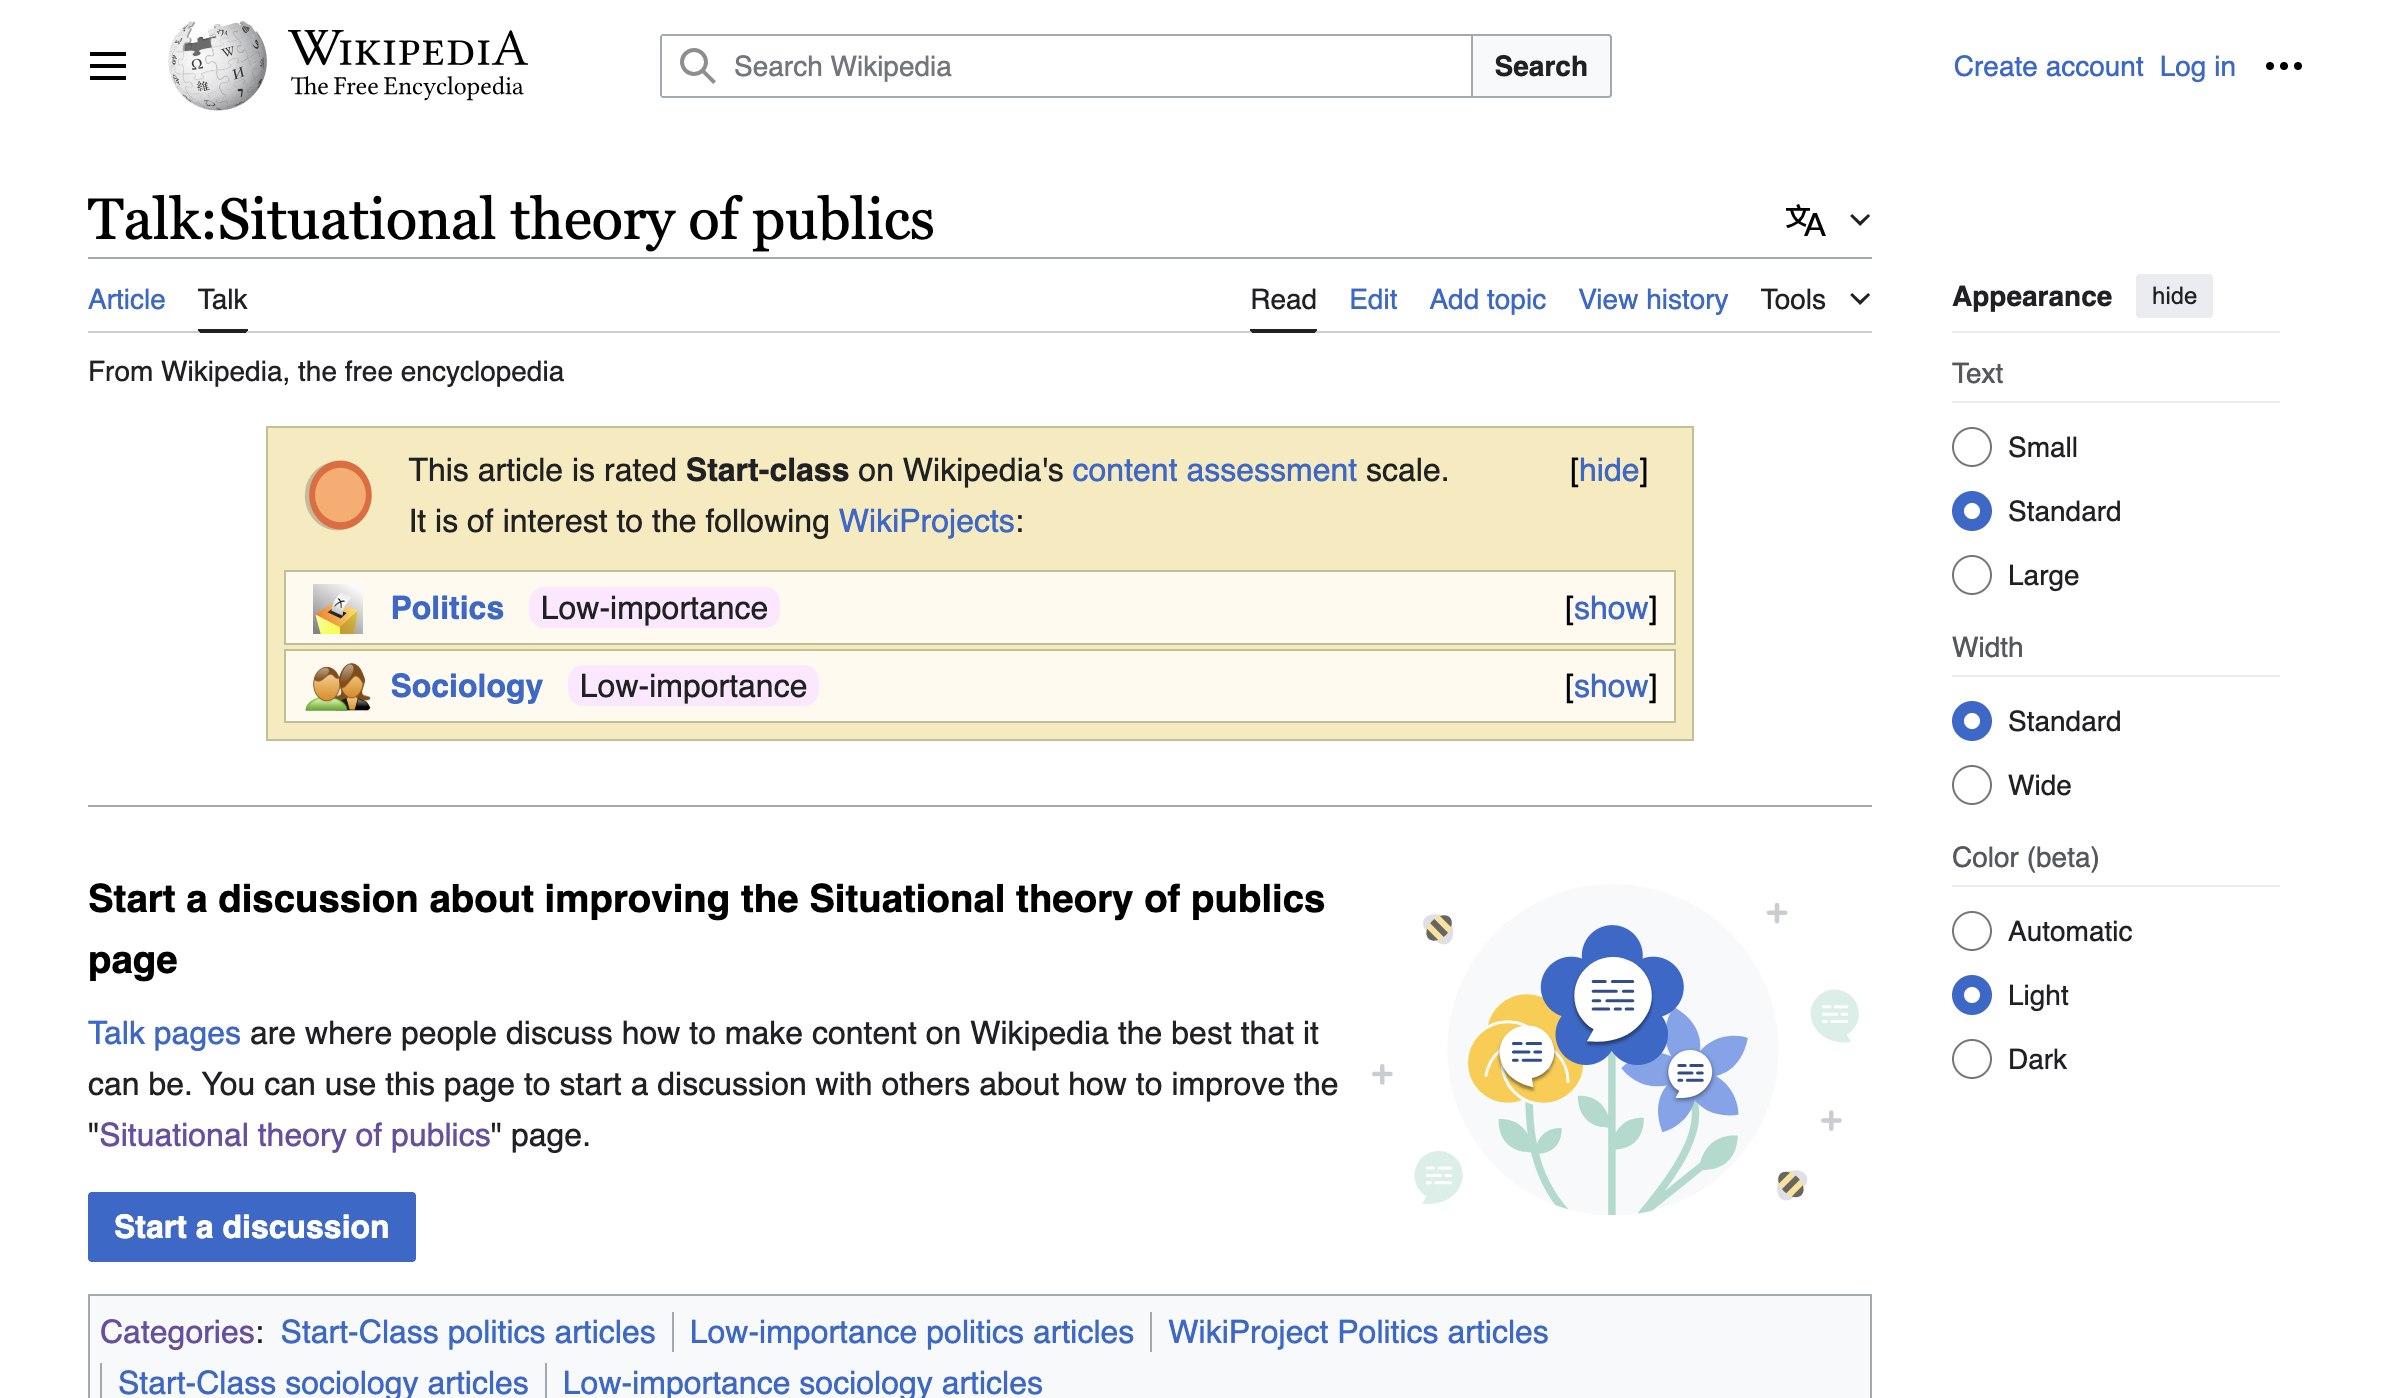 WIKIPEDIA
The Free Encyclopedia
Search Wikipedia
Search
Create account Log in
Talk:Situational theory of publics
Article Talk
Read Edit Add topic View history Tools
From Wikipedia, the free encyclopedia
This article is rated Start-class on Wikipedia's content assessment scale. [hide]
It is of interest to the following WikiProjects:
Politics Low-importance [show]
Sociology Low-importance [show]
Start a discussion about improving the Situational theory of publics
page
Talk pages are where people discuss how to make content on Wikipedia the best that it
can be. You can use this page to start a discussion with others about how to improve the
"Situational theory of publics" page.
Start a discussion
Categories: Start-Class politics articles Low-importance politics articles WikiProject Politics articles
Start-Class sociology articles Low-importance sociology articles
Appearance hide
Text
Small
Standard
Large
Width
Standard
Wide
Color (beta)
Automatic
Light
Dark